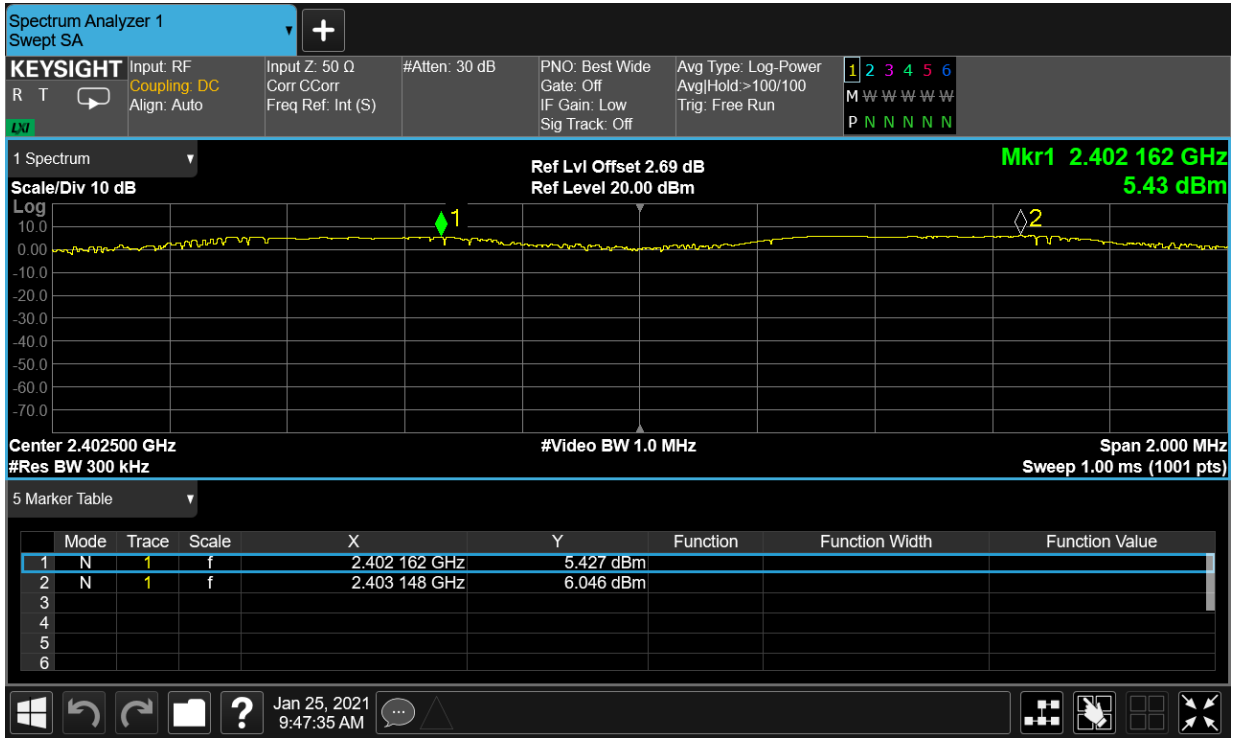 Spectrum Analyzer 1
Swept SA
KEYSIGHT
R T
LXI
Input: RF
Coupling: DC
Align: Auto
Input Z: 50 Ω
Corr CCorr
Freq Ref: Int (S)
#Atten: 30 dB
PNO: Best Wide
Gate: Off
IF Gain: Low
Sig Track: Off
Avg Type: Log-Power
Avg|Hold:>100/100
Trig: Free Run
1 2 3 4 5 6
M W W W W W
P N N N N N
1 Spectrum
Ref Lvl Offset 2.69 dB
Mkr1 2.402 162 GHz
Scale/Div 10 dB
Ref Level 20.00 dBm
5.43 dBm
Log
1
2
10.0
0.00
-10.0
-20.0
-30.0
-40.0
-50.0
-60.0
-70.0
Center 2.402500 GHz
#Video BW 1.0 MHz
Span 2.000 MHz
#Res BW 300 kHz
Sweep 1.00 ms (1001 pts)
5 Marker Table
Mode Trace Scale X Y Function Function Width Function Value
1 N 1 f 2.402 162 GHz 5.427 dBm
2 N 1 f 2.403 148 GHz 6.046 dBm
3
4
5
6
?
Jan 25, 2021
9:47:35 AM